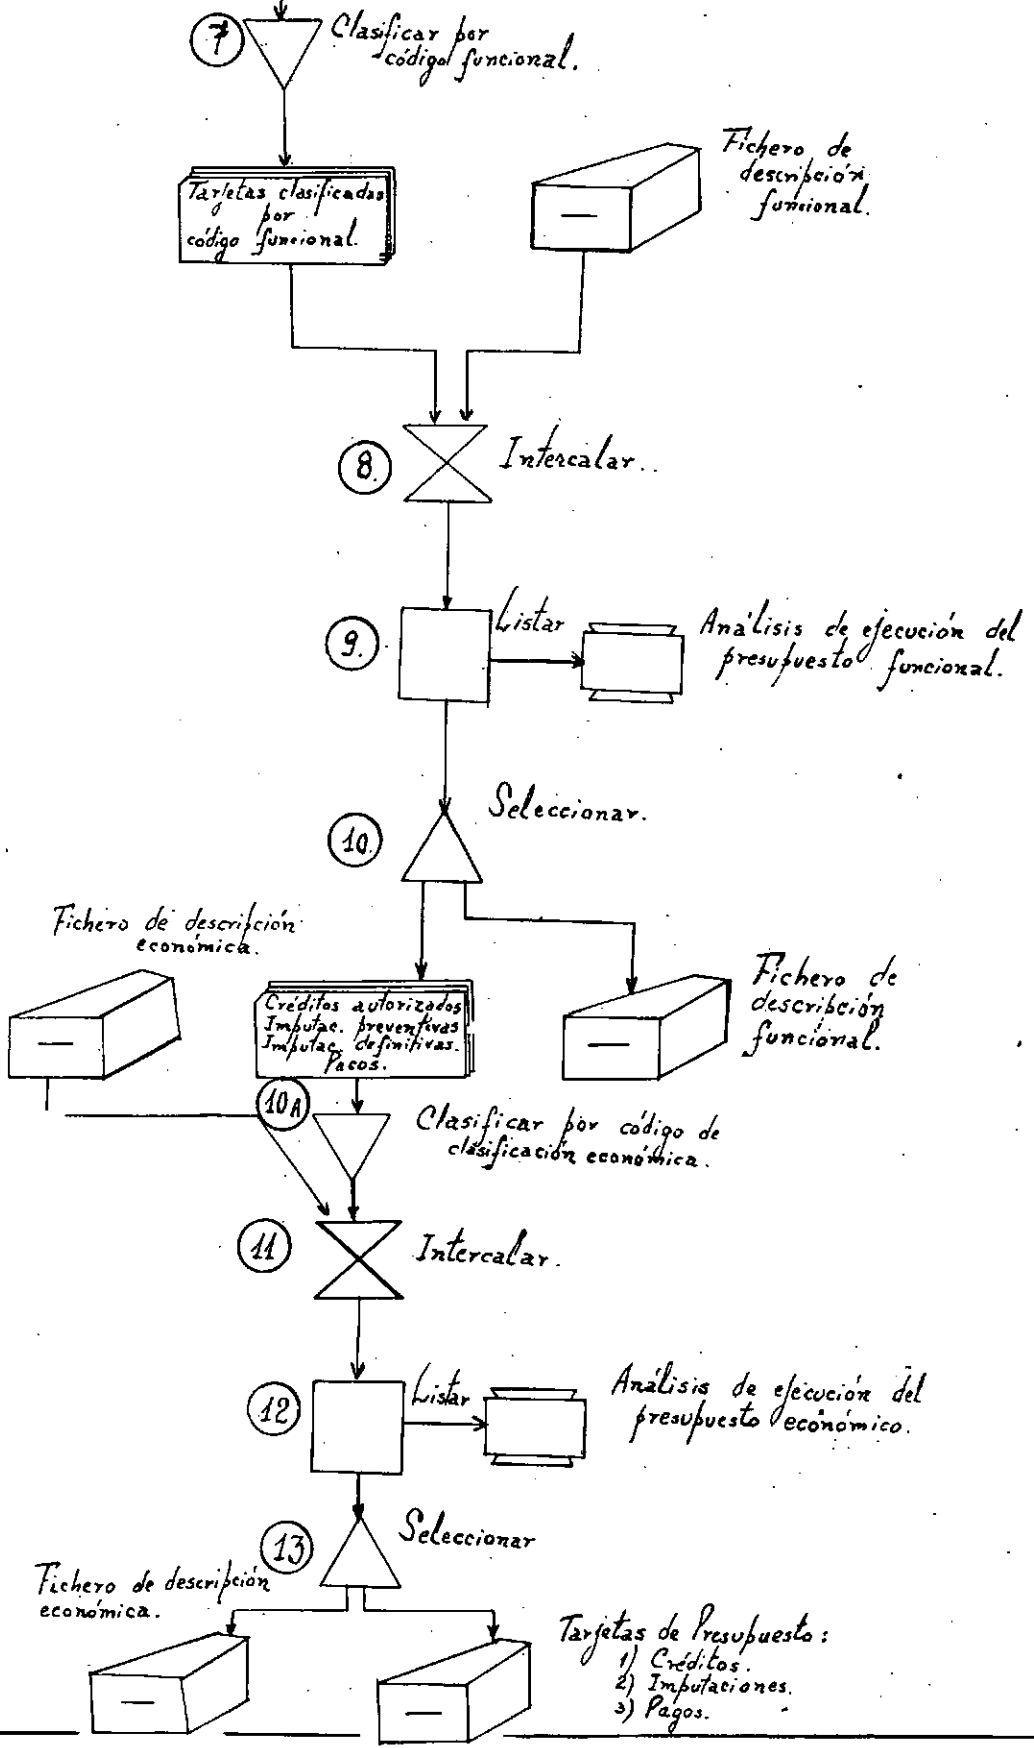 7
Clasificar por
código funcional.
Tarjetas clasificadas
por
código funcional.
Fichero de
descripción
funcional.
8.
Intercalar..
9.
Listar
Análisis de ejecución del
presupuesto funcional.
10.
Seleccionar.
Fichero de descripción
económica.
Créditos autorizados
Imputac. preventivas
Imputac. definitivas.
Pagos.
Fichero de
descripción
funcional.
10A
Clasificar por código de
clasificación económica.
11
Intercalar.
12
Listar
Análisis de ejecución del
presupuesto económico.
13
Seleccionar
Fichero de descripción
económica.
Tarjetas de Presupuesto:
1) Créditos.
2) Imputaciones.
3) Pagos.